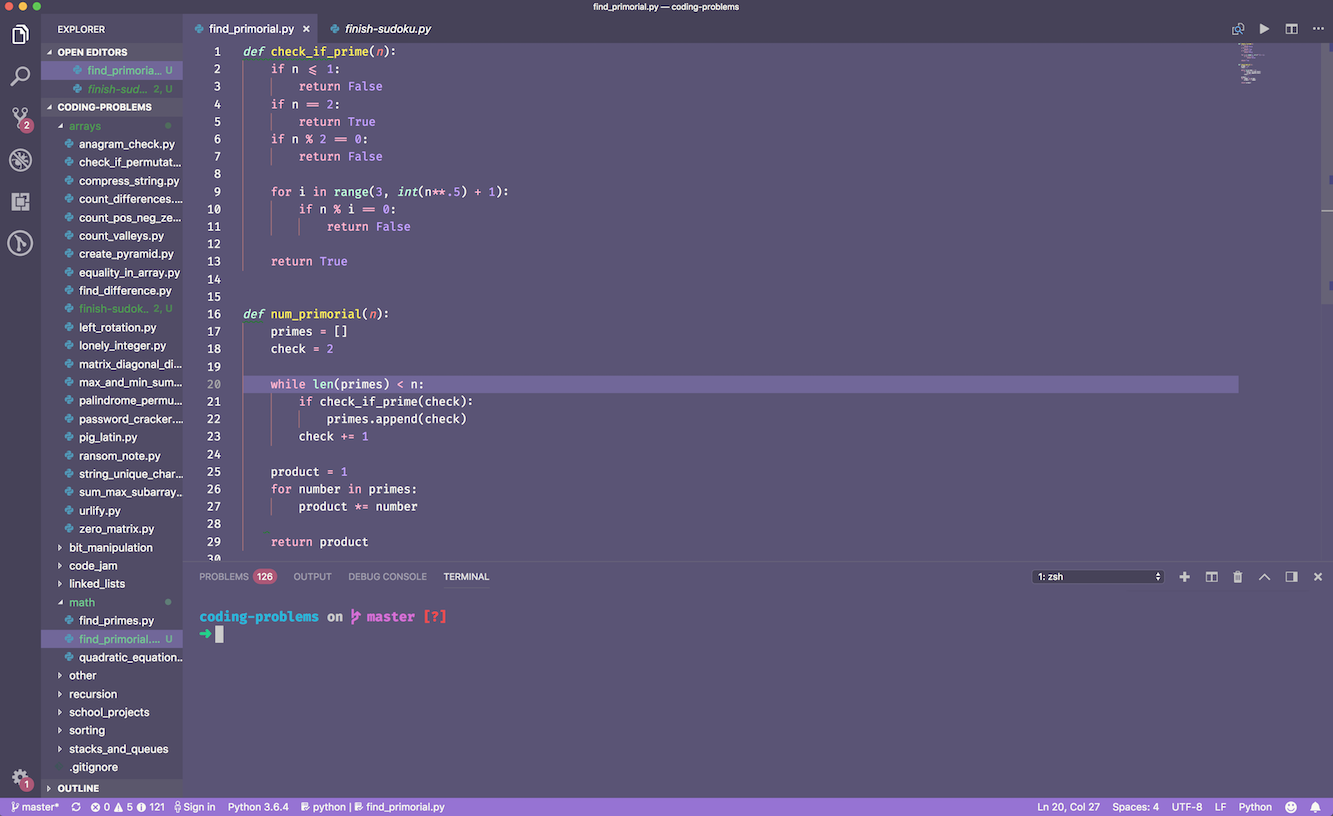 find_primorial.py — coding-problems
EXPLORER
OPEN EDITORS
find_primoria... U
finish-sud... 2, U
CODING-PROBLEMS
arrays
anagram_check.py
check_if_permutat...
compress_string.py
count_differences....
count_pos_neg_ze...
count_valleys.py
create_pyramid.py
equality_in_array.py
find_difference.py
finish-sudok... 2, U
left_rotation.py
lonely_integer.py
matrix_diagonal_di...
max_and_min_sum...
palindrome_permu...
password_cracker....
pig_latin.py
ransom_note.py
string_unique_char...
sum_max_subarray...
urlify.py
zero_matrix.py
bit_manipulation
code_jam
linked_lists
math
find_primes.py
find_primorial.... U
quadratic_equation...
other
recursion
school_projects
sorting
stacks_and_queues
.gitignore
OUTLINE
2
1
find_primorial.py × finish-sudoku.py
1 def check_if_prime(n):
2 if n ⩽ 1:
3 return False
4 if n == 2:
5 return True
6 if n % 2 == 0:
7 return False
8
9 for i in range(3, int(n**.5) + 1):
10 if n % i == 0:
11 return False
12
13 return True
14
15
16 def num_primorial(n):
17 primes = []
18 check = 2
19
20 while len(primes) < n:
21 if check_if_prime(check):
22 primes.append(check)
23 check += 1
24
25 product = 1
26 for number in primes:
27 product *= number
28
29 return product
30
PROBLEMS 126 OUTPUT DEBUG CONSOLE TERMINAL 1: zsh
coding-problems on master [?]
➜
master* 0 5 121 Sign in Python 3.6.4 python | find_primorial.py Ln 20, Col 27 Spaces: 4 UTF-8 LF Python